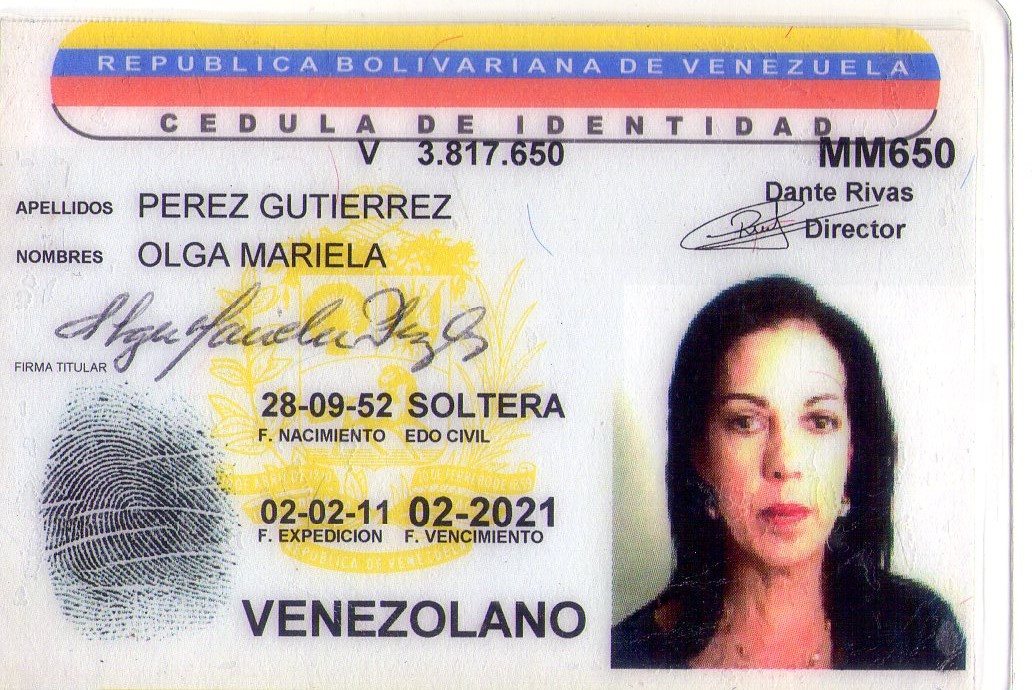 REPUBLICA BOLIVARIANA DE VENEZUELA
CEDULA DE IDENTIDAD
V 3.817.650 MM650
Dante Rivas
Director
APELLIDOS PEREZ GUTIERREZ
NOMBRES OLGA MARIELA
FIRMA TITULAR
28-09-52 SOLTERA
F. NACIMIENTO EDO CIVIL
02-02-11 02-2021
F. EXPEDICION F. VENCIMIENTO
VENEZOLANO